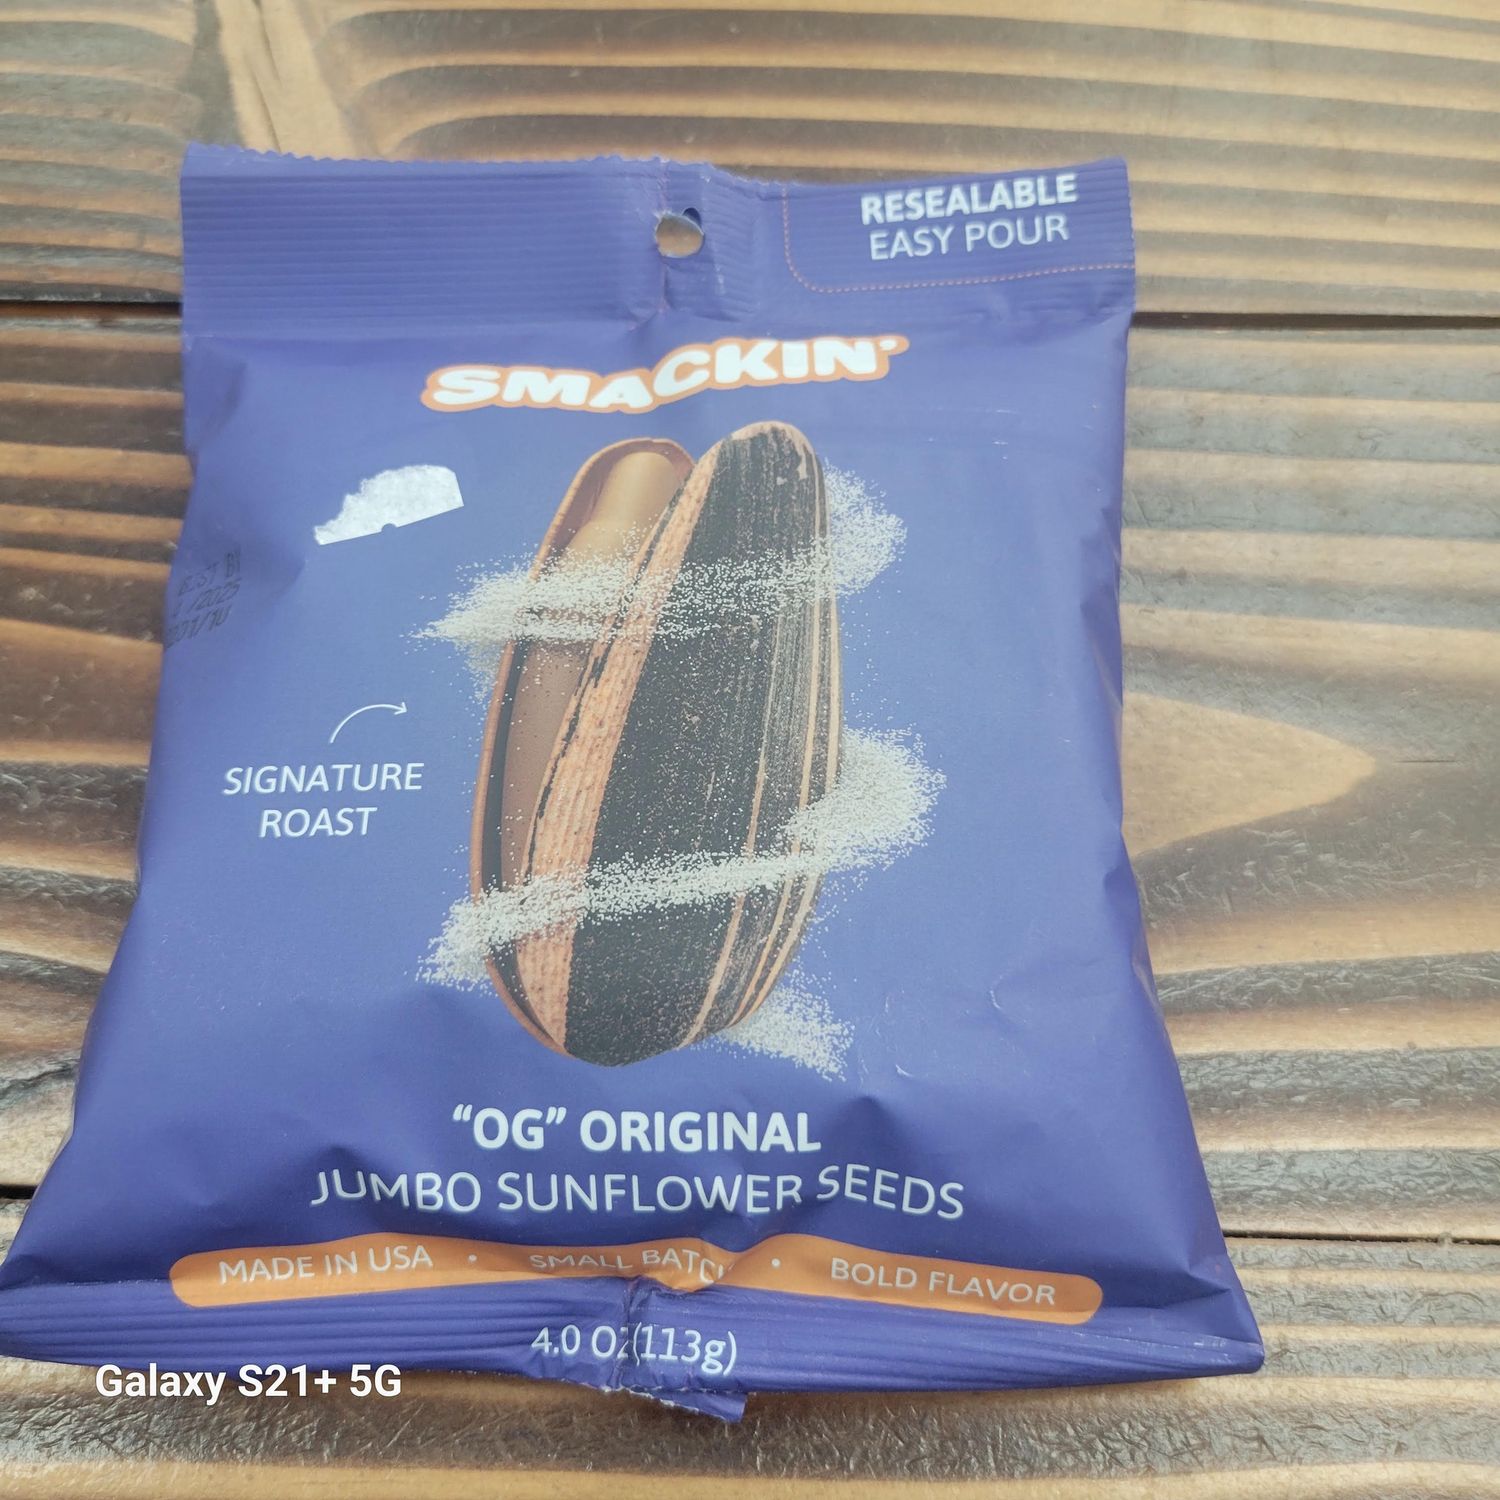 RESEALABLE
EASY POUR
SMACKIN'
SIGNATURE
ROAST
"OG" ORIGINAL
JUMBO SUNFLOWER SEEDS
MADE IN USA • SMALL BATCH • BOLD FLAVOR
4.0 OZ (113g)
Galaxy S21+ 5G